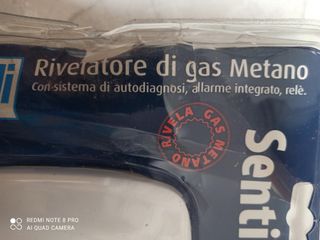 Rivelatore di gas Metano
Con sistema di autodiagnosi, allarme integrato, relè.
RIVELA GAS METANO
Senti
REDMI NOTE 8 PRO
AI QUAD CAMERA